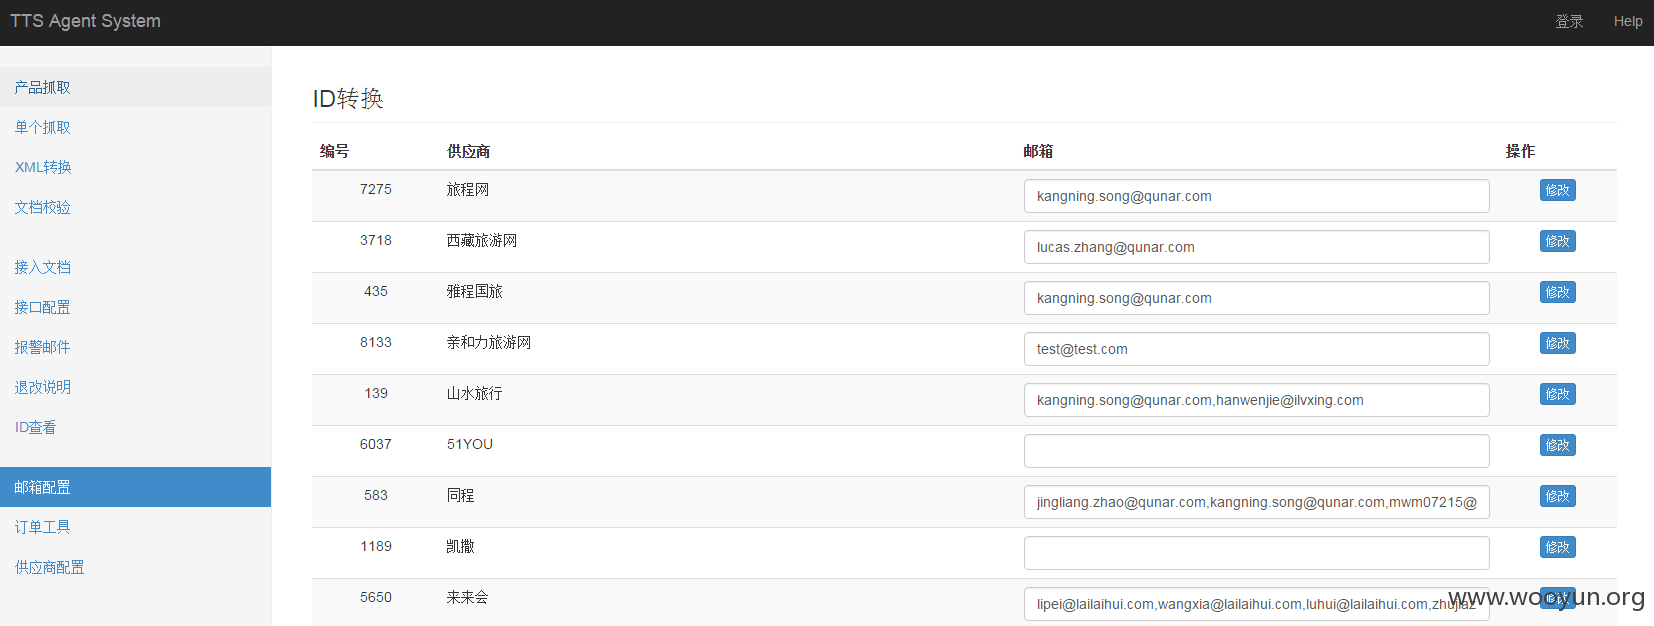 TTS Agent System 登录 Help
产品抓取
单个抓取
XML转换
文档校验
接入文档
接口配置
报警邮件
退改说明
ID查看
邮箱配置
订单工具
供应商配置
ID转换
编号 供应商 邮箱 操作
7275 旅程网 kangning.song@qunar.com 修改
3718 西藏旅游网 lucas.zhang@qunar.com 修改
435 雅程国旅 kangning.song@qunar.com 修改
8133 亲和力旅游网 test@test.com 修改
139 山水旅行 kangning.song@qunar.com,hanwenjie@ilvxing.com 修改
6037 51YOU 修改
583 同程 jingliang.zhao@qunar.com,kangning.song@qunar.com,mwm07215@ 修改
1189 凯撒 修改
5650 来来会 lipei@lailaihui.com,wangxia@lailaihui.com,luhui@lailaihui.com,zhujiaz 修改
www.wooyun.org